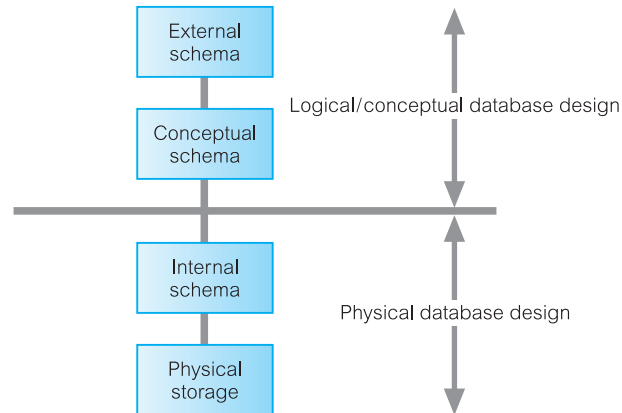 External
schema
Logical/conceptual database design
Conceptual
schema
Internal
schema
Physical database design
Physical
storage